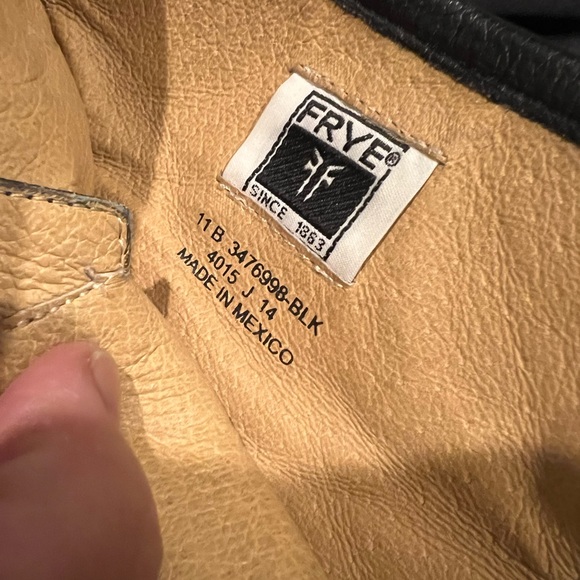 FRYE®
SINCE 1863
11 B 3476998-BLK
4015 J 14
MADE IN MEXICO